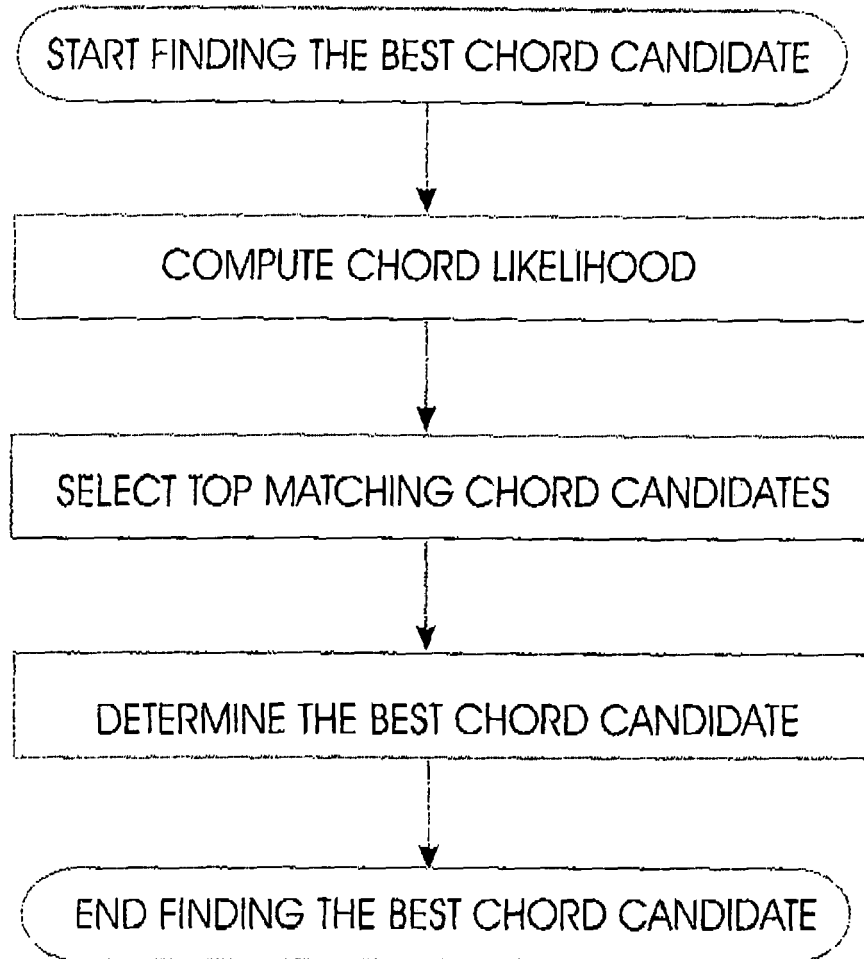 START FINDING THE BEST CHORD CANDIDATE
COMPUTE CHORD LIKELIHOOD
SELECT TOP MATCHING CHORD CANDIDATES
DETERMINE THE BEST CHORD CANDIDATE
END FINDING THE BEST CHORD CANDIDATE